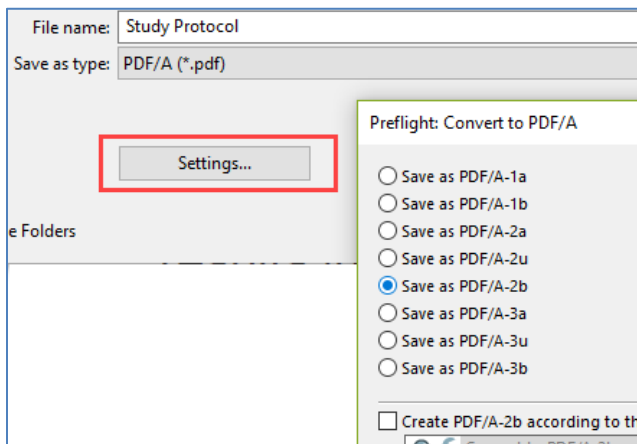 File name: Study Protocol
Save as type: PDF/A (*.pdf)
Settings...
e Folders
Preflight: Convert to PDF/A
Save as PDF/A-1a
Save as PDF/A-1b
Save as PDF/A-2a
Save as PDF/A-2u
Save as PDF/A-2b
Save as PDF/A-3a
Save as PDF/A-3u
Save as PDF/A-3b
Create PDF/A-2b according to th